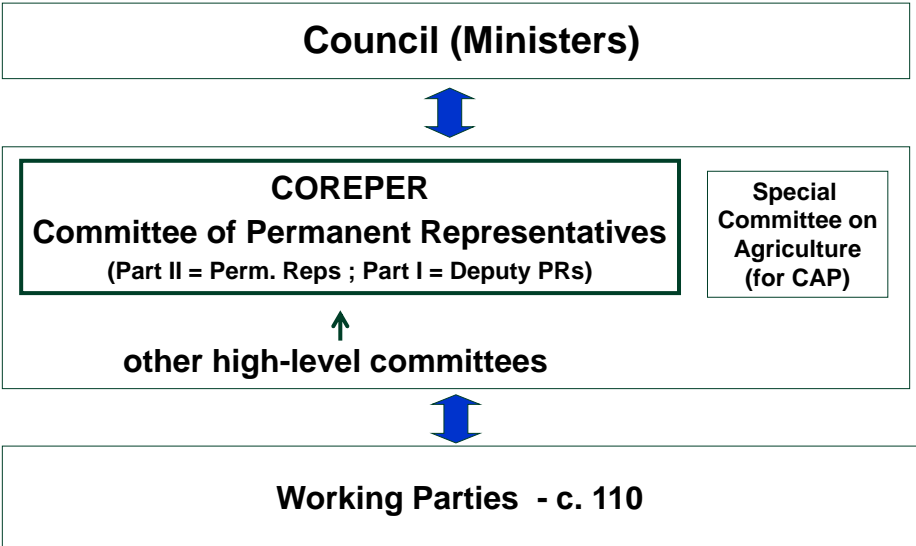 Council (Ministers)
COREPER
Committee of Permanent Representatives
(Part II = Perm. Reps ; Part I = Deputy PRs)
Special
Committee on
Agriculture
(for CAP)
other high-level committees
Working Parties - c. 110